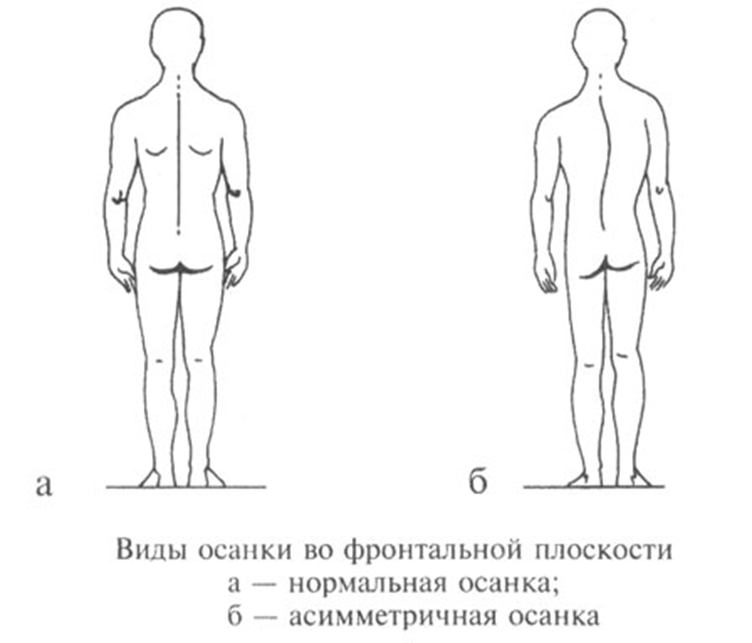 а
б
Виды осанки во фронтальной плоскости
а — нормальная осанка;
б — асимметричная осанка